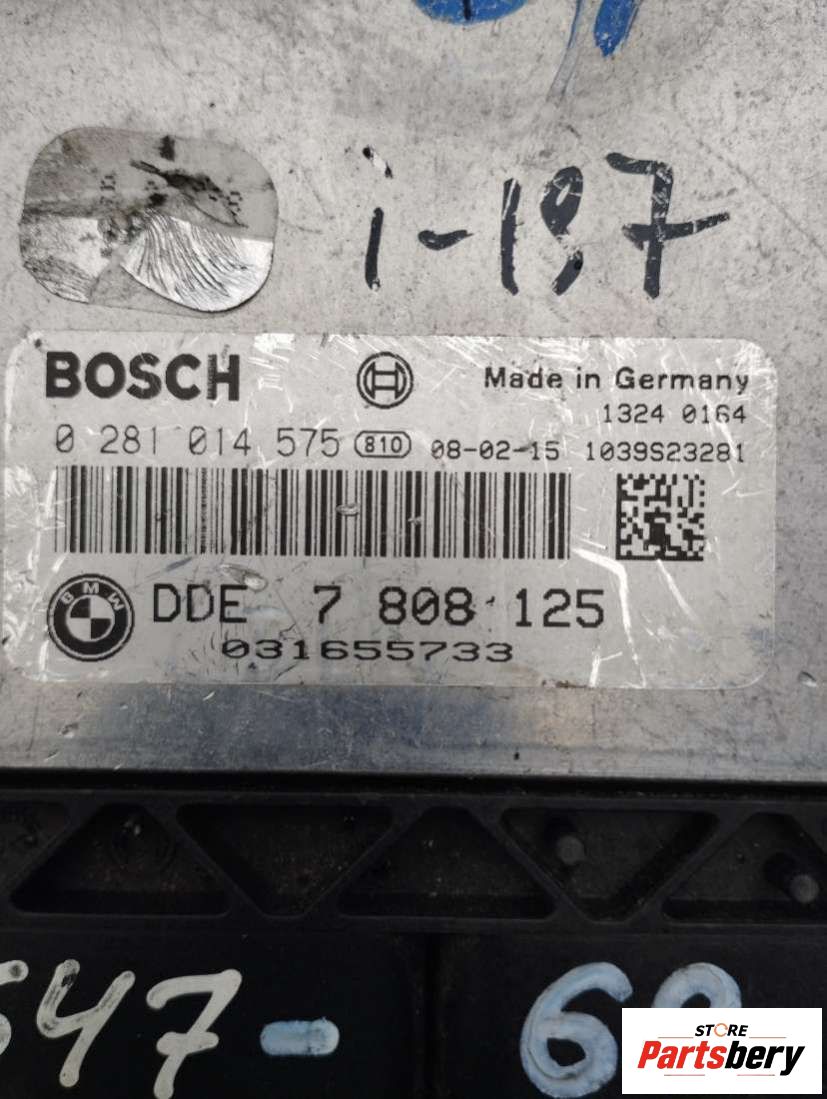 i-197
BOSCH Made in Germany
1324 0164
0 281 014 575 810 08-02-15 1039S23281
BMW DDE 7 808 125
031655733
547-
STORE
Partsbery